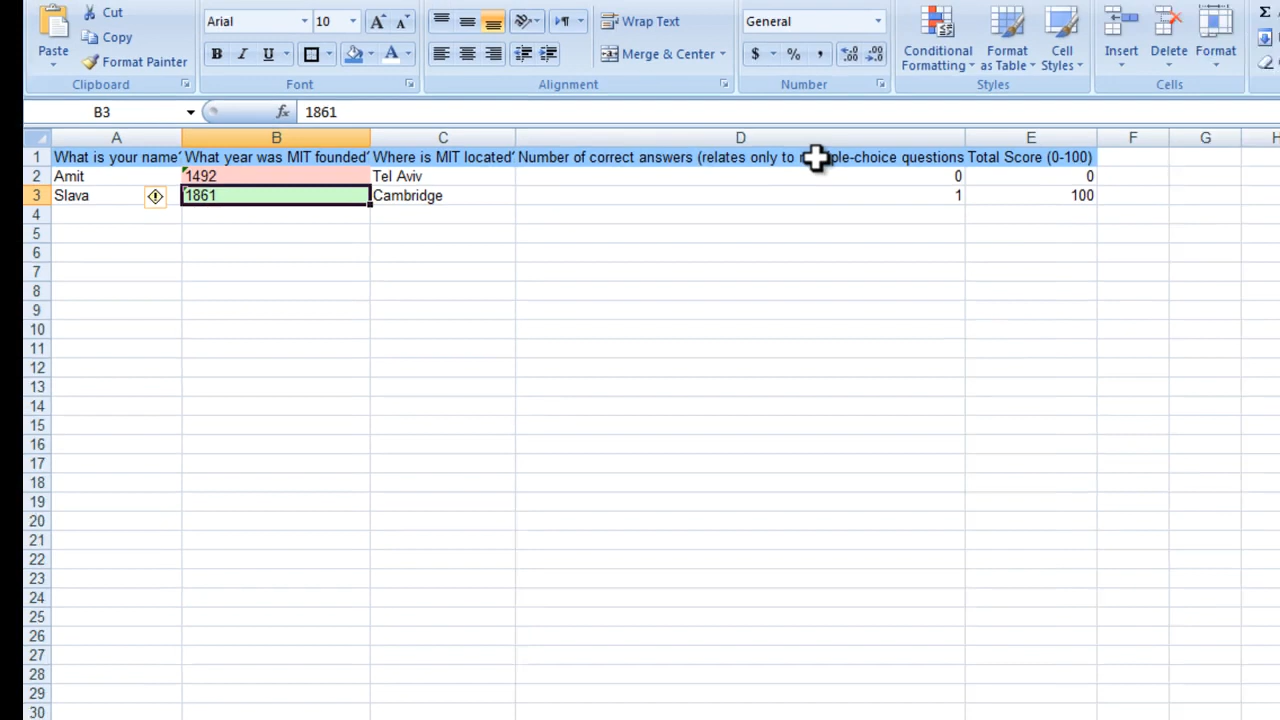 Cut
Copy
Format Painter
Paste
Clipboard
Arial 10
B I U A
Font
Wrap Text
Merge & Center
Alignment
General
$ % ,
Number
Conditional Formatting
Format as Table
Cell Styles
Styles
Insert Delete Format
Cells
Σ
B3 fx 1861
A B C D E F G H
1 What is your name What year was MIT founded Where is MIT located Number of correct answers (relates only to questions Total Score (0-100)
2 Amit 1492 Tel Aviv 0 0
3 Slava 1861 Cambridge 1 100
4
5
6
7
8
9
10
11
12
13
14
15
16
17
18
19
20
21
22
23
24
25
26
27
28
29
30